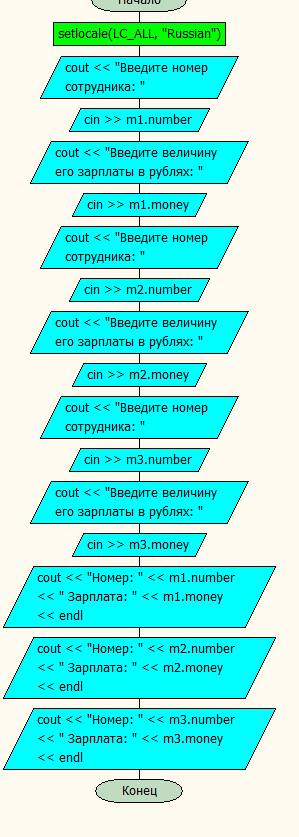 Начало
setlocale(LC_ALL, "Russian")
cout << "Введите номер
сотрудника: "
cin >> m1.number
cout << "Введите величину
его зарплаты в рублях: "
cin >> m1.money
cout << "Введите номер
сотрудника: "
cin >> m2.number
cout << "Введите величину
его зарплаты в рублях: "
cin >> m2.money
cout << "Введите номер
сотрудника: "
cin >> m3.number
cout << "Введите величину
его зарплаты в рублях: "
cin >> m3.money
cout << "Номер: " << m1.number
<< " Зарплата: " << m1.money
<< endl
cout << "Номер: " << m2.number
<< " Зарплата: " << m2.money
<< endl
cout << "Номер: " << m3.number
<< " Зарплата: " << m3.money
<< endl
Конец